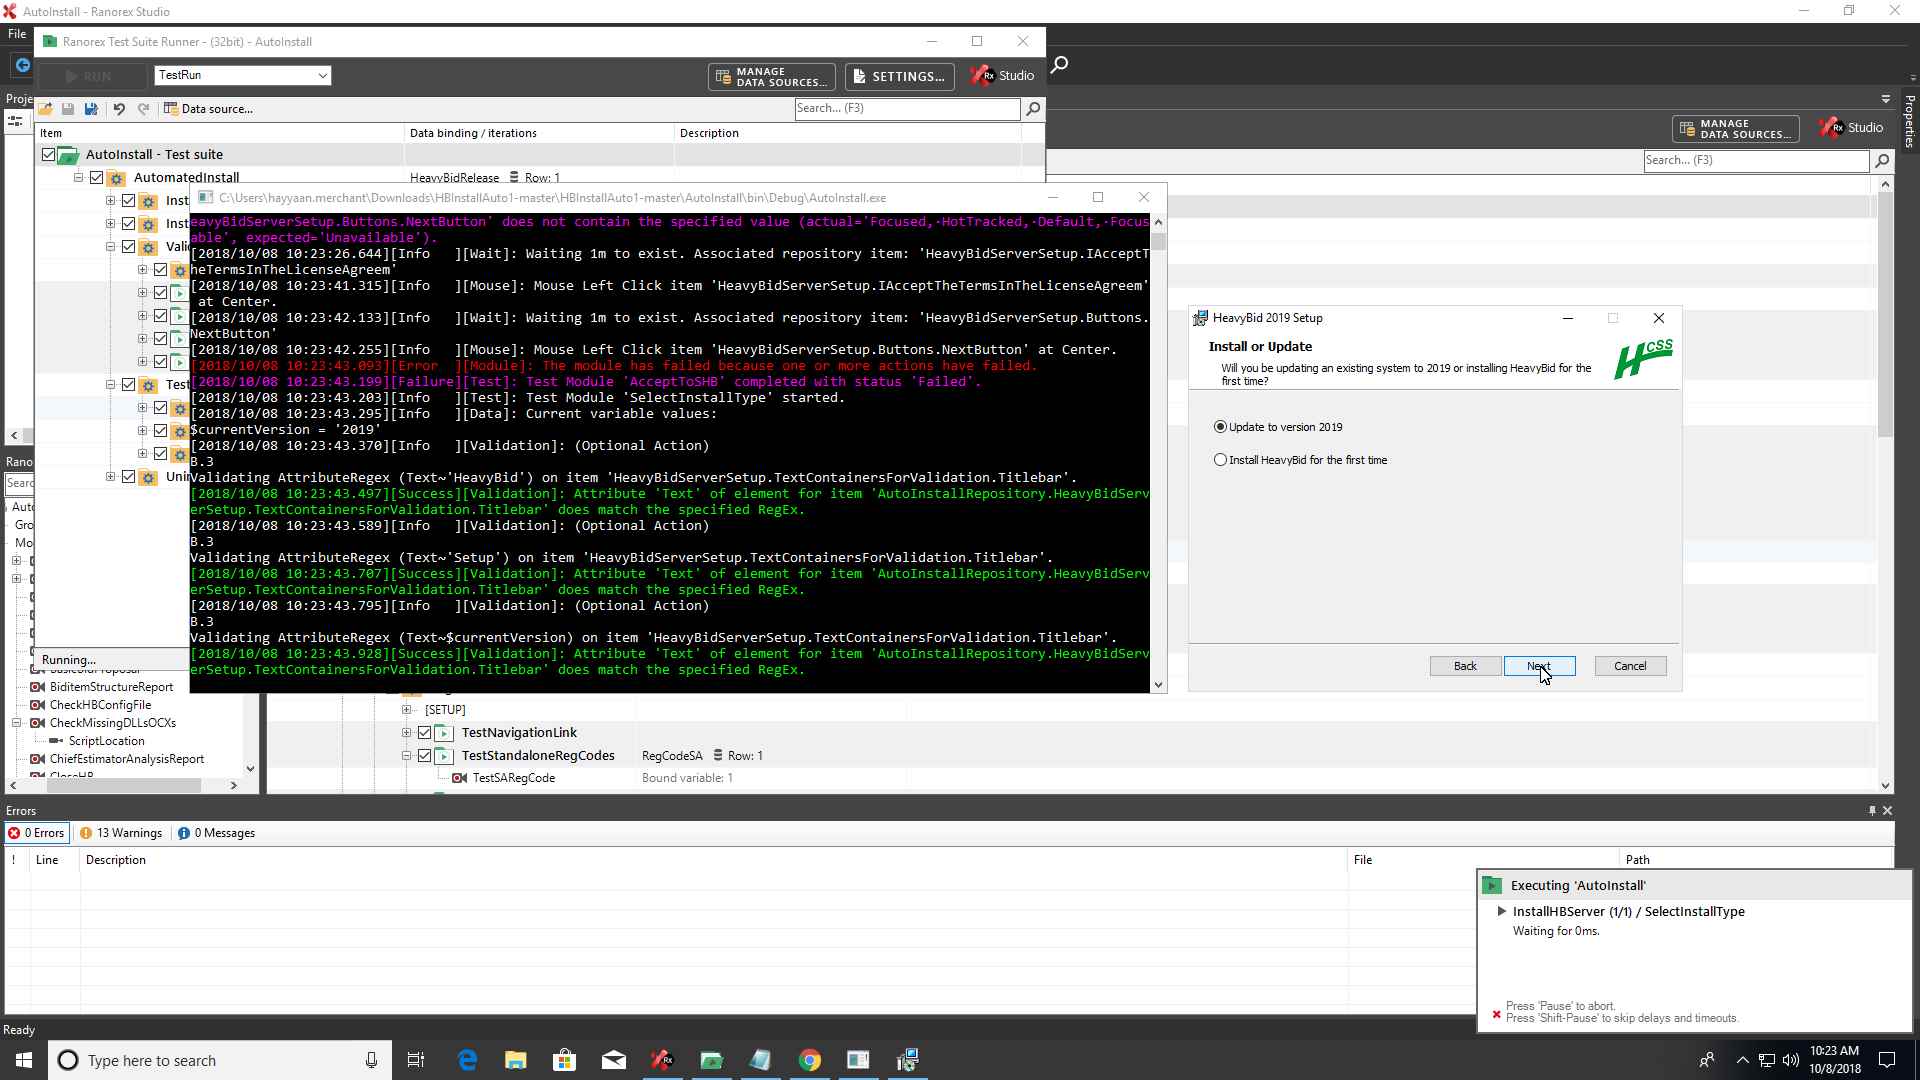 AutoInstall - Ranorex Studio
File
Ranorex Test Suite Runner - (32bit) - AutoInstall
RUN
TestRun
MANAGE
DATA SOURCES...
SETTINGS...
Rx Studio
Proje
Data source...
Search... (F3)
Properties
MANAGE
DATA SOURCES...
Rx Studio
Search... (F3)
Item
Data binding / iterations
Description
AutoInstall - Test suite
AutomatedInstall
HeavyBidRelease Row: 1
Inst
Inst
Valid
Test
Unin
C:\Users\hayyaan.merchant\Downloads\HBInstallAuto1-master\HBInstallAuto1-master\AutoInstall\bin\Debug\AutoInstall.exe
eavyBidServerSetup.Buttons.NextButton' does not contain the specified value (actual='Focused,·HotTracked,·Default,·Focus
able', expected='Unavailable').
[2018/10/08 10:23:26.644][Info   ][Wait]: Waiting 1m to exist. Associated repository item: 'HeavyBidServerSetup.IAcceptT
heTermsInTheLicenseAgreem'
[2018/10/08 10:23:41.315][Info   ][Mouse]: Mouse Left Click item 'HeavyBidServerSetup.IAcceptTheTermsInTheLicenseAgreem'
at Center.
[2018/10/08 10:23:42.133][Info   ][Wait]: Waiting 1m to exist. Associated repository item: 'HeavyBidServerSetup.Buttons.
NextButton'
[2018/10/08 10:23:42.255][Info   ][Mouse]: Mouse Left Click item 'HeavyBidServerSetup.Buttons.NextButton' at Center.
[2018/10/08 10:23:43.093][Error  ][Module]: The module has failed because one or more actions have failed.
[2018/10/08 10:23:43.199][Failure][Test]: Test Module 'AcceptToSHB' completed with status 'Failed'.
[2018/10/08 10:23:43.203][Info   ][Test]: Test Module 'SelectInstallType' started.
[2018/10/08 10:23:43.295][Info   ][Data]: Current variable values:
$currentVersion = '2019'
[2018/10/08 10:23:43.370][Info   ][Validation]: (Optional Action)
B.3
Validating AttributeRegex (Text~'HeavyBid') on item 'HeavyBidServerSetup.TextContainersForValidation.Titlebar'.
[2018/10/08 10:23:43.497][Success][Validation]: Attribute 'Text' of element for item 'AutoInstallRepository.HeavyBidServ
erSetup.TextContainersForValidation.Titlebar' does match the specified RegEx.
[2018/10/08 10:23:43.589][Info   ][Validation]: (Optional Action)
B.3
Validating AttributeRegex (Text~'Setup') on item 'HeavyBidServerSetup.TextContainersForValidation.Titlebar'.
[2018/10/08 10:23:43.707][Success][Validation]: Attribute 'Text' of element for item 'AutoInstallRepository.HeavyBidServ
erSetup.TextContainersForValidation.Titlebar' does match the specified RegEx.
[2018/10/08 10:23:43.795][Info   ][Validation]: (Optional Action)
B.3
Validating AttributeRegex (Text~$currentVersion) on item 'HeavyBidServerSetup.TextContainersForValidation.Titlebar'.
[2018/10/08 10:23:43.928][Success][Validation]: Attribute 'Text' of element for item 'AutoInstallRepository.HeavyBidServ
erSetup.TextContainersForValidation.Titlebar' does match the specified RegEx.
HeavyBid 2019 Setup
Install or Update
Will you be updating an existing system to 2019 or installing HeavyBid for the
first time?
HCSS
Update to version 2019
Install HeavyBid for the first time
Back
Next
Cancel
Rano
Searc
Auto
Gro
Mo
Running...
BiditemStructureReport
CheckHBConfigFile
CheckMissingDLLsOCXs
ScriptLocation
ChiefEstimatorAnalysisReport
[SETUP]
TestNavigationLink
TestStandaloneRegCodes RegCodeSA Row: 1
TestSARegCode Bound variable: 1
Errors
0 Errors
13 Warnings
0 Messages
!
Line
Description
File
Path
Executing 'AutoInstall'
InstallHBServer (1/1) / SelectInstallType
Waiting for 0ms.
Press 'Pause' to abort.
Press 'Shift-Pause' to skip delays and timeouts.
Ready
Type here to search
10:23 AM
10/8/2018